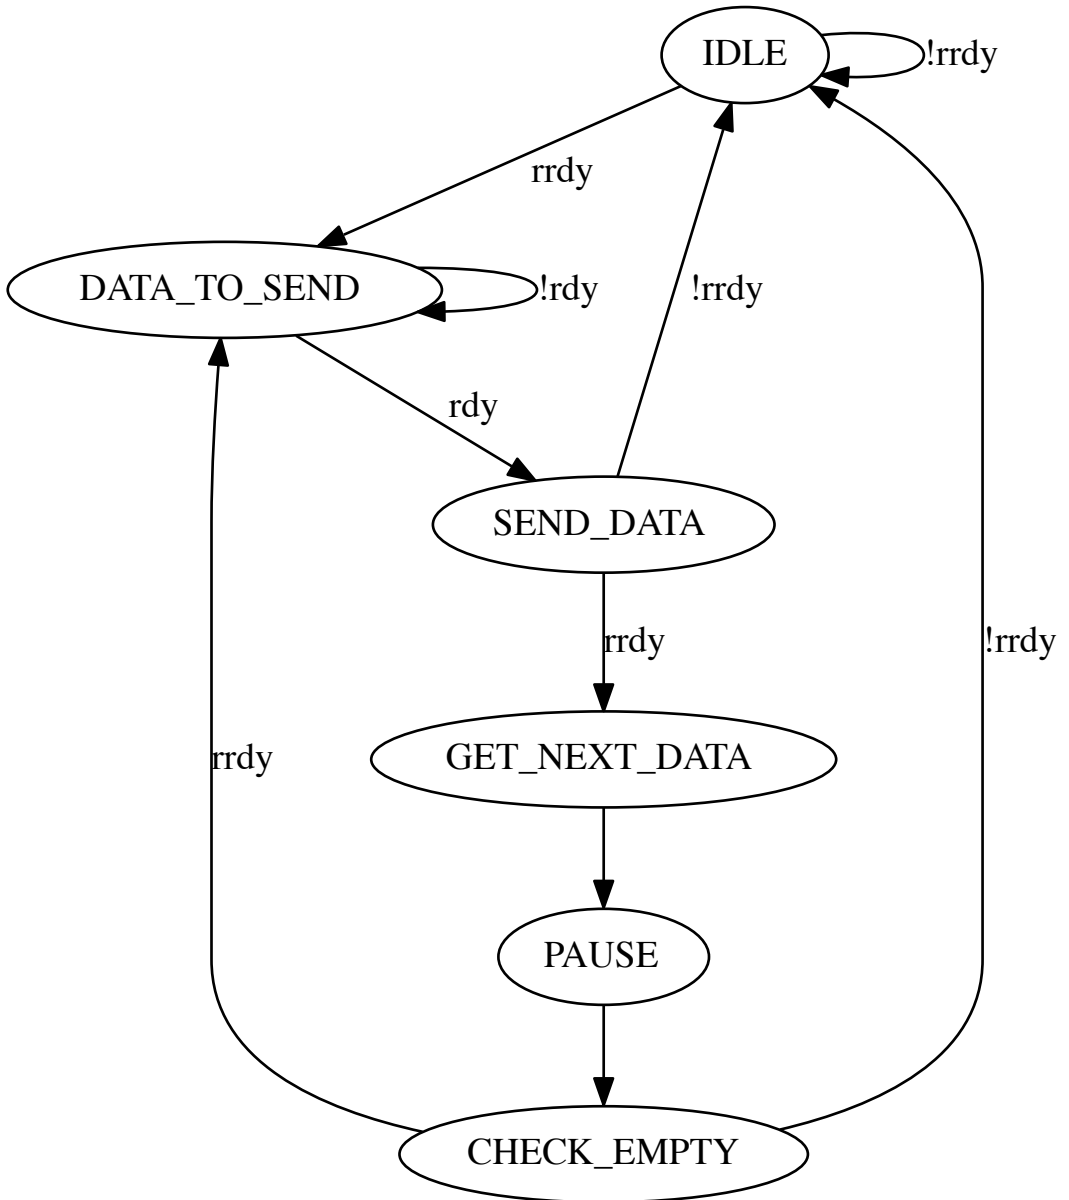 IDLE
!rrdy
rrdy
DATA_TO_SEND
!rdy
!rrdy
rdy
SEND_DATA
rrdy
!rrdy
GET_NEXT_DATA
rrdy
PAUSE
CHECK_EMPTY